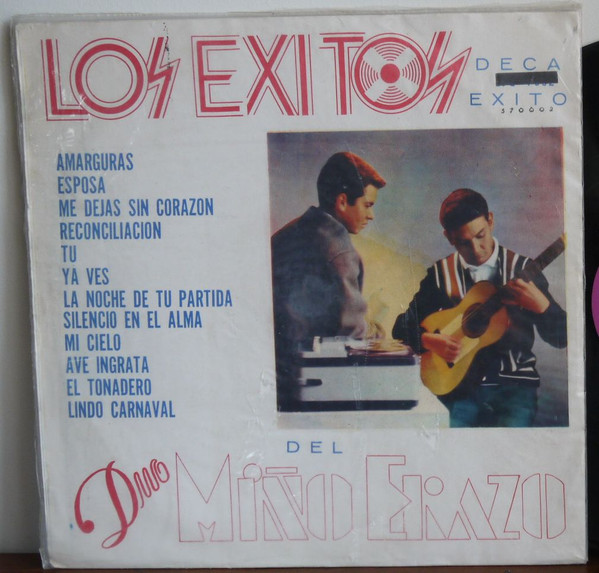 LOS EXITOS
DECA
EXITO
370002
AMARGURAS
ESPOSA
ME DEJAS SIN CORAZON
RECONCILIACION
TU
YA VES
LA NOCHE DE TU PARTIDA
SILENCIO EN EL ALMA
MI CIELO
AVE INGRATA
EL TONADERO
LINDO CARNAVAL
DEL
Duo MIÑO ERAZO